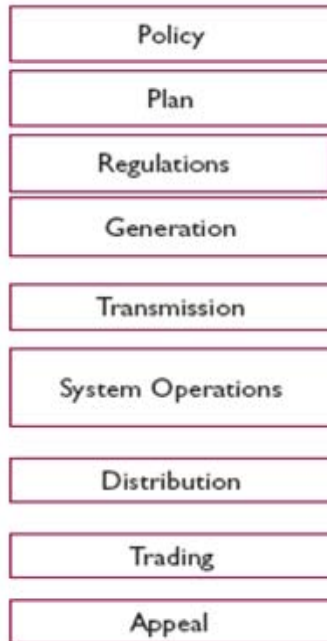 Policy
Plan
Regulations
Generation
Transmission
System Operations
Distribution
Trading
Appeal